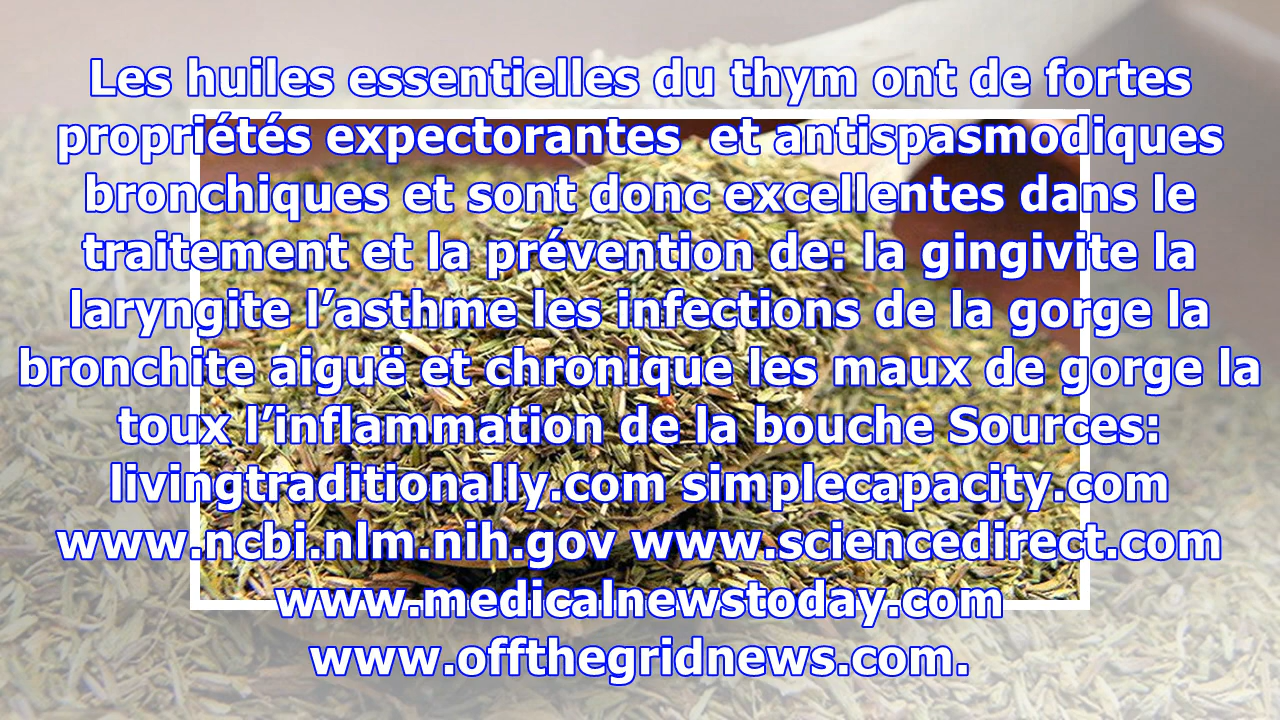 Les huiles essentielles du thym ont de fortes
propriétés expectorantes  et antispasmodiques
bronchiques et sont donc excellentes dans le
traitement et la prévention de: la gingivite la
laryngite l’asthme les infections de la gorge la
bronchite aiguë et chronique les maux de gorge la
toux l’inflammation de la bouche Sources:
livingtraditionally.com simplecapacity.com
www.ncbi.nlm.nih.gov www.sciencedirect.com
www.medicalnewstoday.com
www.offthegridnews.com.